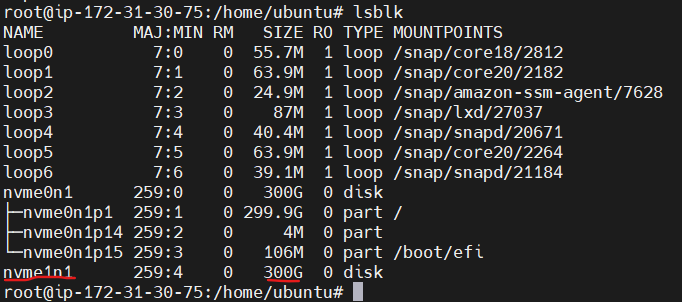 root@ip-172-31-30-75:/home/ubuntu# lsblk
NAME         MAJ:MIN RM   SIZE RO TYPE MOUNTPOINTS
loop0          7:0    0  55.7M  1 loop /snap/core18/2812
loop1          7:1    0  63.9M  1 loop /snap/core20/2182
loop2          7:2    0  24.9M  1 loop /snap/amazon-ssm-agent/7628
loop3          7:3    0    87M  1 loop /snap/lxd/27037
loop4          7:4    0  40.4M  1 loop /snap/snapd/20671
loop5          7:5    0  63.9M  1 loop /snap/core20/2264
loop6          7:6    0  39.1M  1 loop /snap/snapd/21184
nvme0n1      259:0    0   300G  0 disk
├─nvme0n1p1  259:1    0 299.9G  0 part /
├─nvme0n1p14 259:2    0     4M  0 part
└─nvme0n1p15 259:3    0   106M  0 part /boot/efi
nvme1n1      259:4    0   300G  0 disk
root@ip-172-31-30-75:/home/ubuntu#